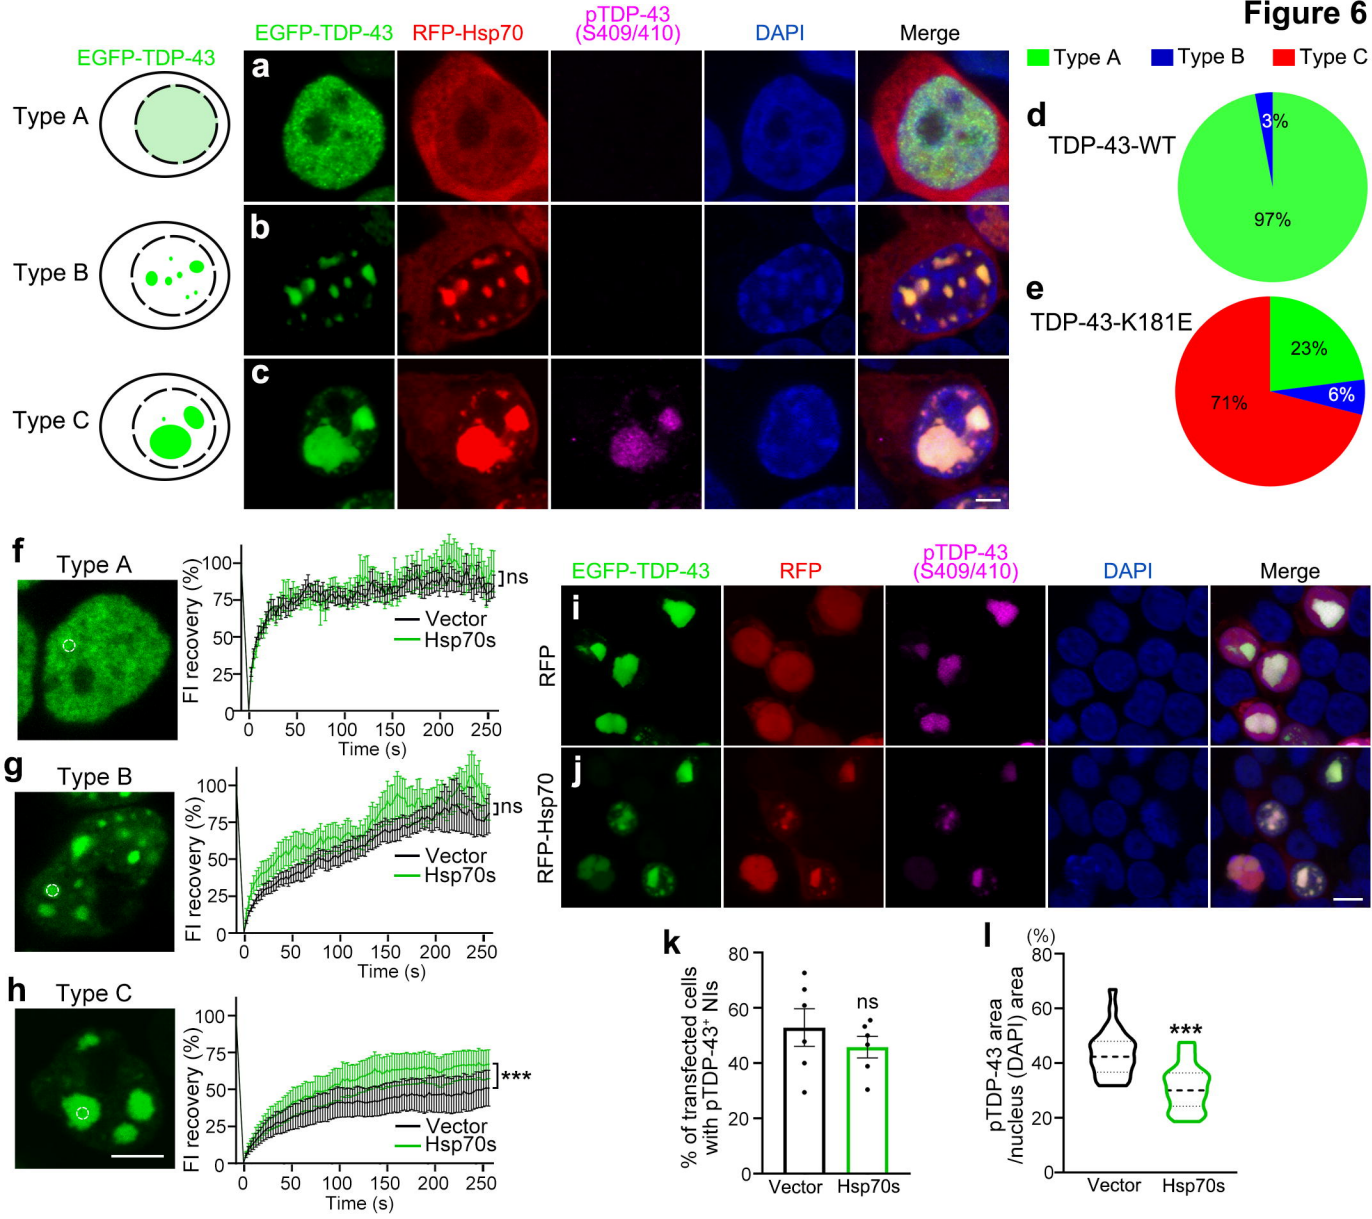 Figure 6
EGFP-TDP-43
EGFP-TDP-43 RFP-Hsp70 pTDP-43 (S409/410) DAPI Merge
Type A
Type B
Type C
a
b
c
Type A Type B Type C
d
TDP-43-WT
3%
97%
e
TDP-43-K181E
23%
6%
71%
f
Type A
FI recovery (%)
100
75
50
25
0
Vector
Hsp70s
ns
0 50 100 150 200 250
Time (s)
g
Type B
FI recovery (%)
100
75
50
25
0
Vector
Hsp70s
ns
0 50 100 150 200 250
Time (s)
h
Type C
FI recovery (%)
100
75
50
25
0
Vector
Hsp70s
***
0 50 100 150 200 250
Time (s)
EGFP-TDP-43 RFP pTDP-43 (S409/410) DAPI Merge
i
RFP
j
RFP-Hsp70
k
% of transfected cells
with pTDP-43+ NIs
80
60
40
20
0
ns
Vector Hsp70s
l
(%)
pTDP-43 area
/nucleus (DAPI) area
80
60
40
20
0
***
Vector Hsp70s